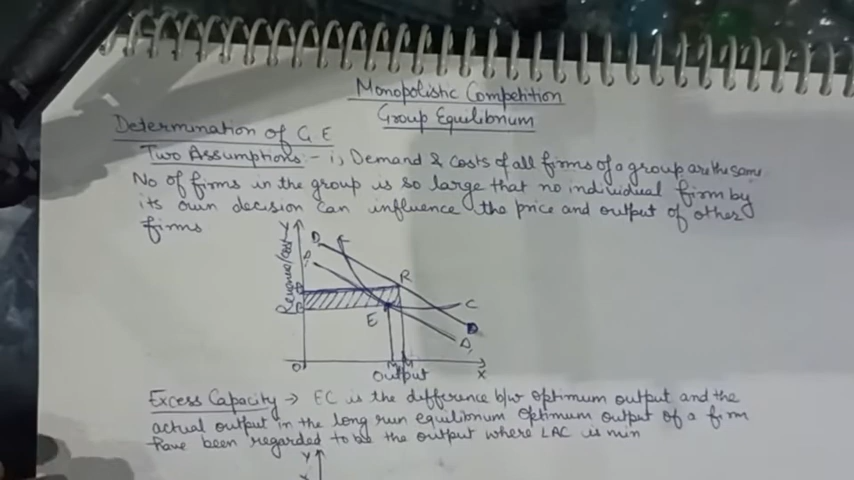 Monopolistic Competition
Group Equilibrium
Determination of G E
Two Assumptions - i, Demand & costs of all firms of a group are the same
No of firms in the group is so large that no individual firm by
its own decision can influence the price and output of other
firms
Y
Revenue/cost
D
C
D₁
R
C
E
D₁
O
M
M
X
Output
Excess Capacity → EC is the difference b/w optimum output and the
actual output in the long run equilibrium optimum output of a firm
have been regarded to be the output where LAC is min
Y
X